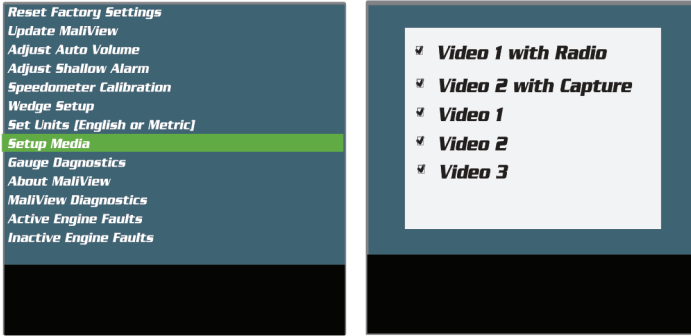 Reset Factory Settings
Update MaliView
Adjust Auto Volume
Adjust Shallow Alarm
Speedometer Calibration
Wedge Setup
Set Units [English or Metric]
Setup Media
Gauge Dagnostics
About MaliView
MaliView Diagnostics
Active Engine Faults
Inactive Engine Faults
Video 1 with Radio
Video 2 with Capture
Video 1
Video 2
Video 3